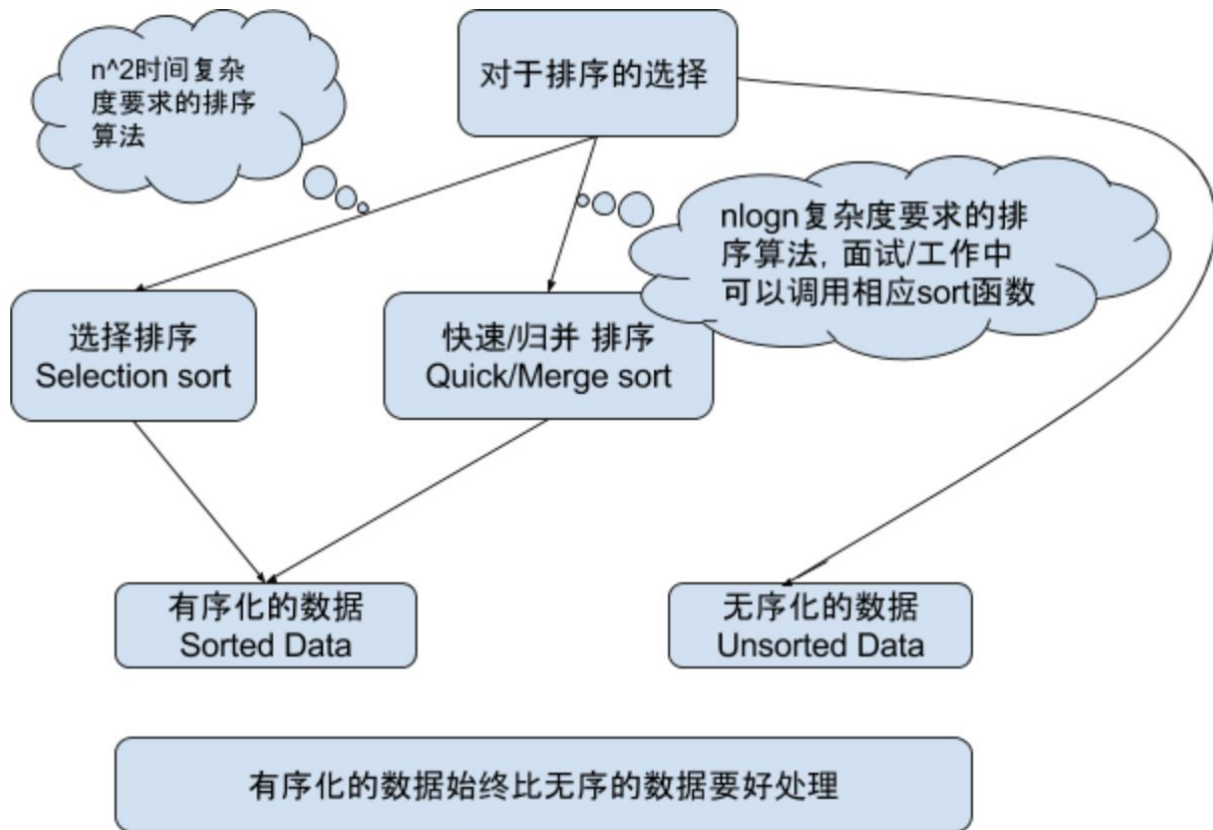 n^2时间复杂
度要求的排序
算法
对于排序的选择
nlogn复杂度要求的排
序算法, 面试/工作中
可以调用相应sort函数
选择排序
Selection sort
快速/归并 排序
Quick/Merge sort
有序化的数据
Sorted Data
无序化的数据
Unsorted Data
有序化的数据始终比无序的数据要好处理